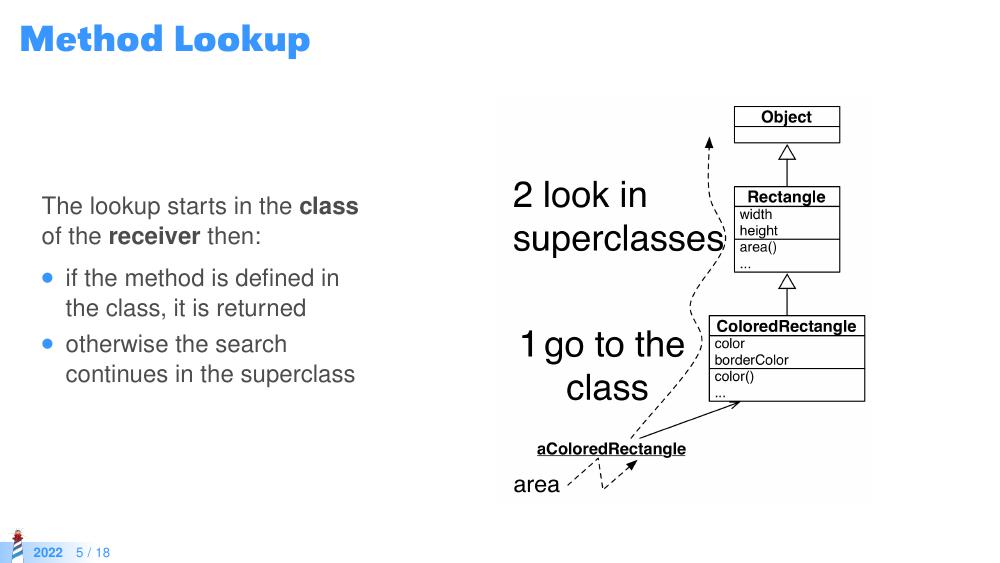 Method Lookup
The lookup starts in the class
of the receiver then:
if the method is defined in
the class, it is returned
otherwise the search
continues in the superclass
2 look in
superclasses
1 go to the
class
Object
Rectangle
width
height
area()
...
ColoredRectangle
color
borderColor
color()
...
aColoredRectangle
area
2022 5 / 18